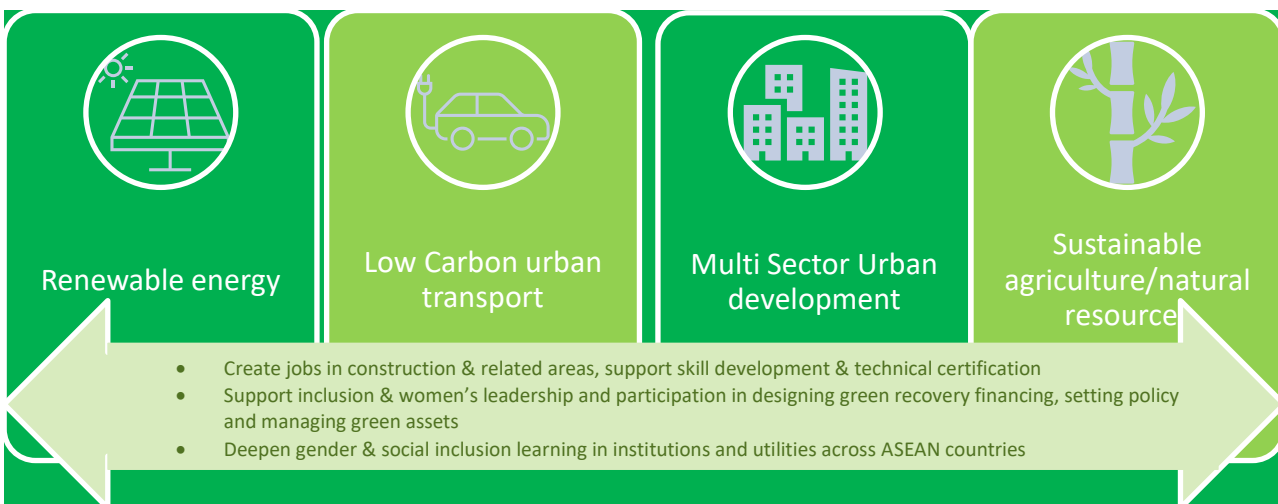 Renewable energy
Low Carbon urban
transport
Multi Sector Urban
development
Sustainable
agriculture/natural
resource
• Create jobs in construction & related areas, support skill development & technical certification
• Support inclusion & women’s leadership and participation in designing green recovery financing, setting policy
and managing green assets
• Deepen gender & social inclusion learning in institutions and utilities across ASEAN countries